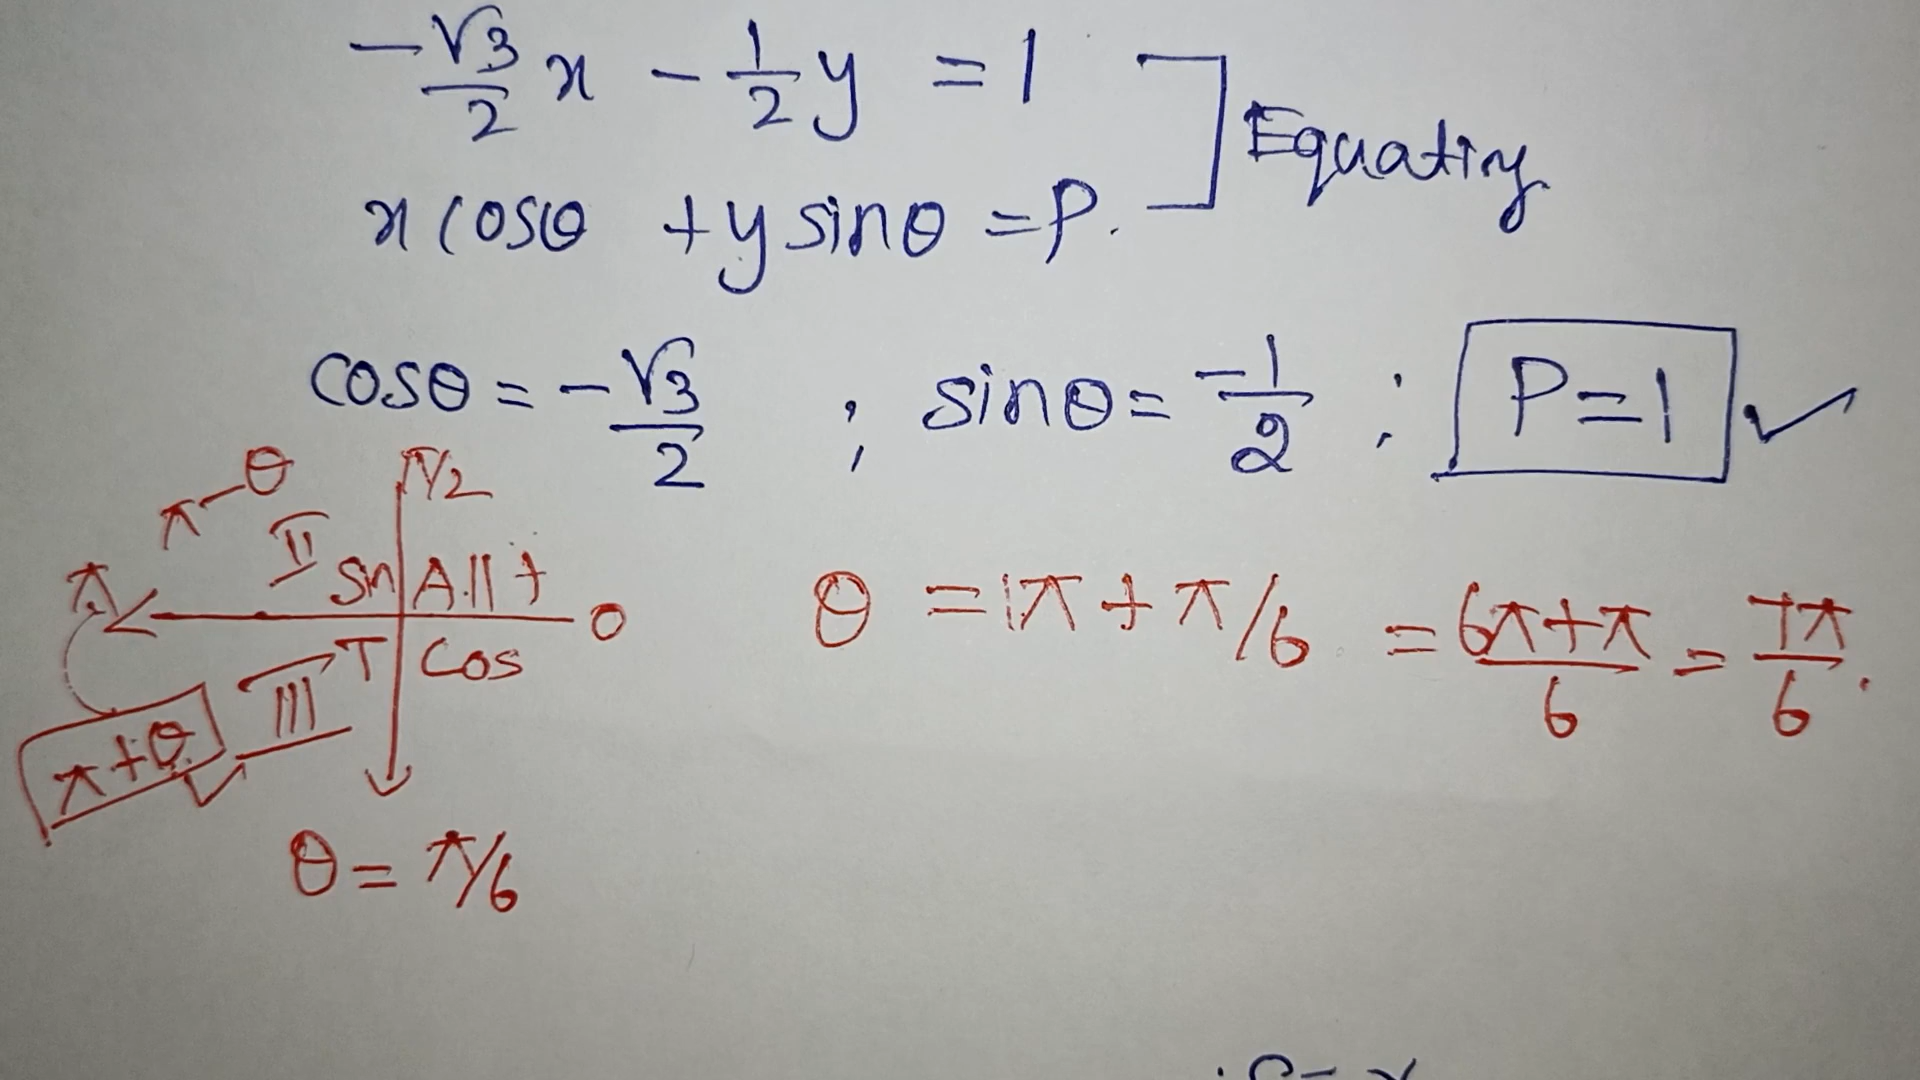 -√3/2 x - 1/2 y = 1
x cosθ + y sinθ = P.
Equating
cosθ = -√3/2 ; sinθ = -1/2 ; P=1 ✓
π-θ
π/2
II Sin All +
π 0
III T Cos
π+θ ✓
θ = 1π + π/6 = 6π+π/6 = 7π/6.
θ = π/6